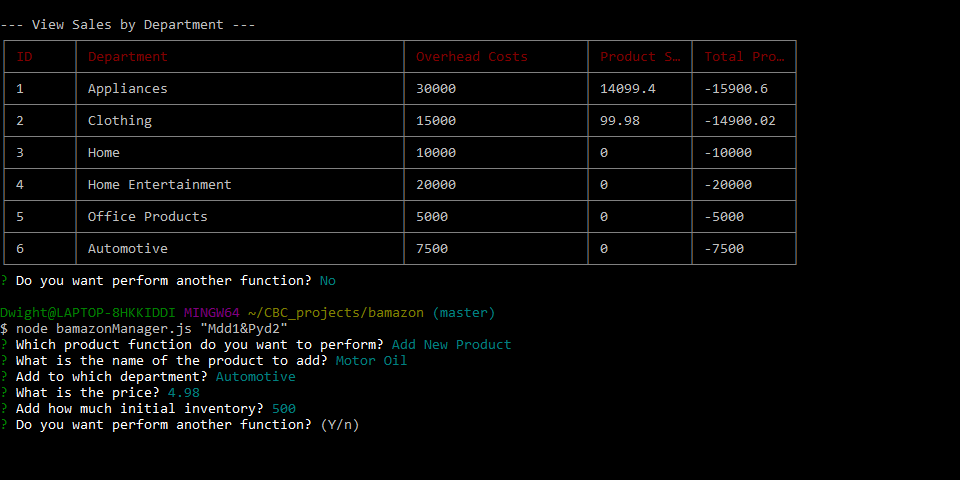 --- View Sales by Department ---
ID Department Overhead Costs Product S… Total Pro…
1 Appliances 30000 14099.4 -15900.6
2 Clothing 15000 99.98 -14900.02
3 Home 10000 0 -10000
4 Home Entertainment 20000 0 -20000
5 Office Products 5000 0 -5000
6 Automotive 7500 0 -7500
? Do you want perform another function? No
Dwight@LAPTOP-8HKKIDDI MINGW64 ~/CBC_projects/bamazon (master)
$ node bamazonManager.js "Mdd1&Pyd2"
? Which product function do you want to perform? Add New Product
? What is the name of the product to add? Motor Oil
? Add to which department? Automotive
? What is the price? 4.98
? Add how much initial inventory? 500
? Do you want perform another function? (Y/n)